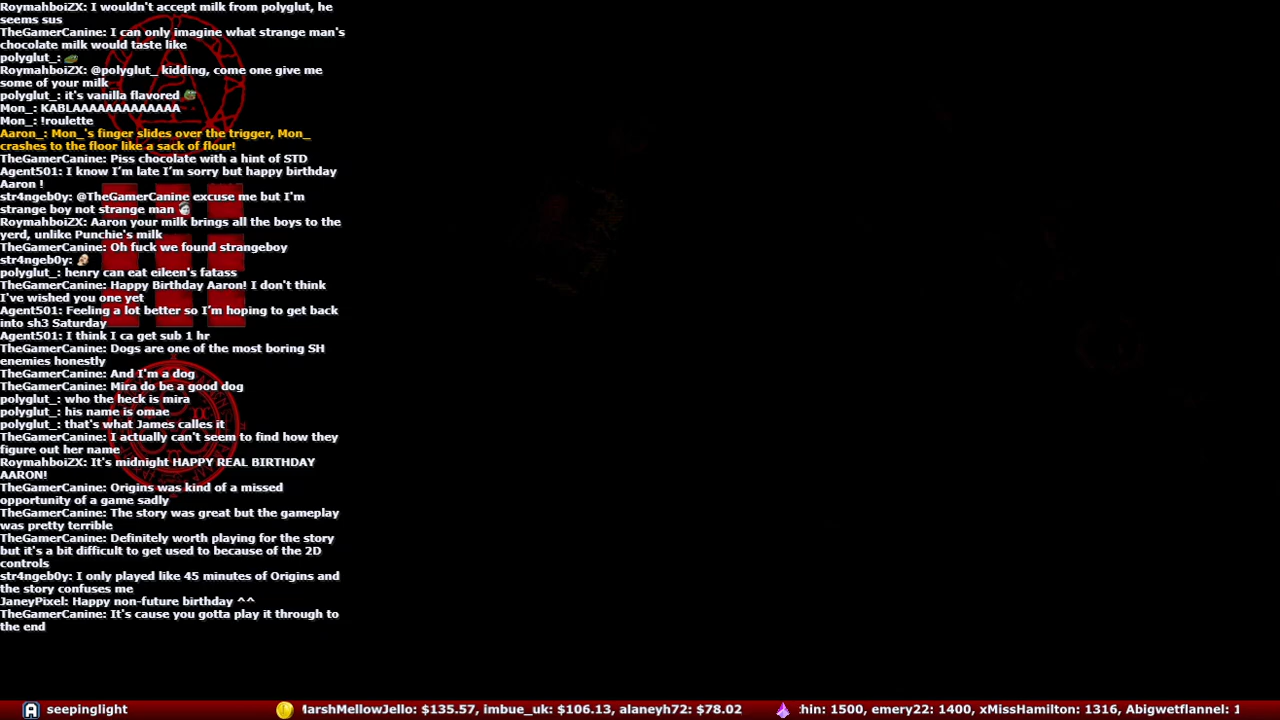 RoymahboiZX: I wouldn't accept milk from polyglut, he
seems sus
TheGamerCanine: I can only imagine what strange man's
chocolate milk would taste like
polyglut_:
RoymahboiZX: @polyglut_ kidding, come one give me
some of your milk
polyglut_: it's vanilla flavored
Mon_: KABLAAAAAAAAAAAAA
Mon_: !roulette
Aaron_: Mon_'s finger slides over the trigger, Mon_
crashes to the floor like a sack of flour!
TheGamerCanine: Piss chocolate with a hint of STD
Agent501: I know I’m late I’m sorry but happy birthday
Aaron !
str4ngeb0y: @TheGamerCanine excuse me but I'm
strange boy not strange man
RoymahboiZX: Aaron your milk brings all the boys to the
yerd, unlike Punchie's milk
TheGamerCanine: Oh fuck we found strangeboy
str4ngeb0y:
polyglut_: henry can eat eileen's fatass
TheGamerCanine: Happy Birthday Aaron! I don't think
I've wished you one yet
Agent501: Feeling a lot better so I’m hoping to get back
into sh3 Saturday
Agent501: I think I ca get sub 1 hr
TheGamerCanine: Dogs are one of the most boring SH
enemies honestly
TheGamerCanine: And I'm a dog
TheGamerCanine: Mira do be a good dog
polyglut_: who the heck is mira
polyglut_: his name is omae
polyglut_: that's what James calles it
TheGamerCanine: I actually can't seem to find how they
figure out her name
RoymahboiZX: It's midnight HAPPY REAL BIRTHDAY
AARON!
TheGamerCanine: Origins was kind of a missed
opportunity of a game sadly
TheGamerCanine: The story was great but the gameplay
was pretty terrible
TheGamerCanine: Definitely worth playing for the story
but it's a bit difficult to get used to because of the 2D
controls
str4ngeb0y: I only played like 45 minutes of Origins and
the story confuses me
JaneyPixel: Happy non-future birthday ^^
TheGamerCanine: It's cause you gotta play it through to
the end
seepinglight MarshMellowJello: $135.57, imbue_uk: $106.13, alaneyh72: $78.02 hin: 1500, emery22: 1400, xMissHamilton: 1316, Abigwetflannel: 1